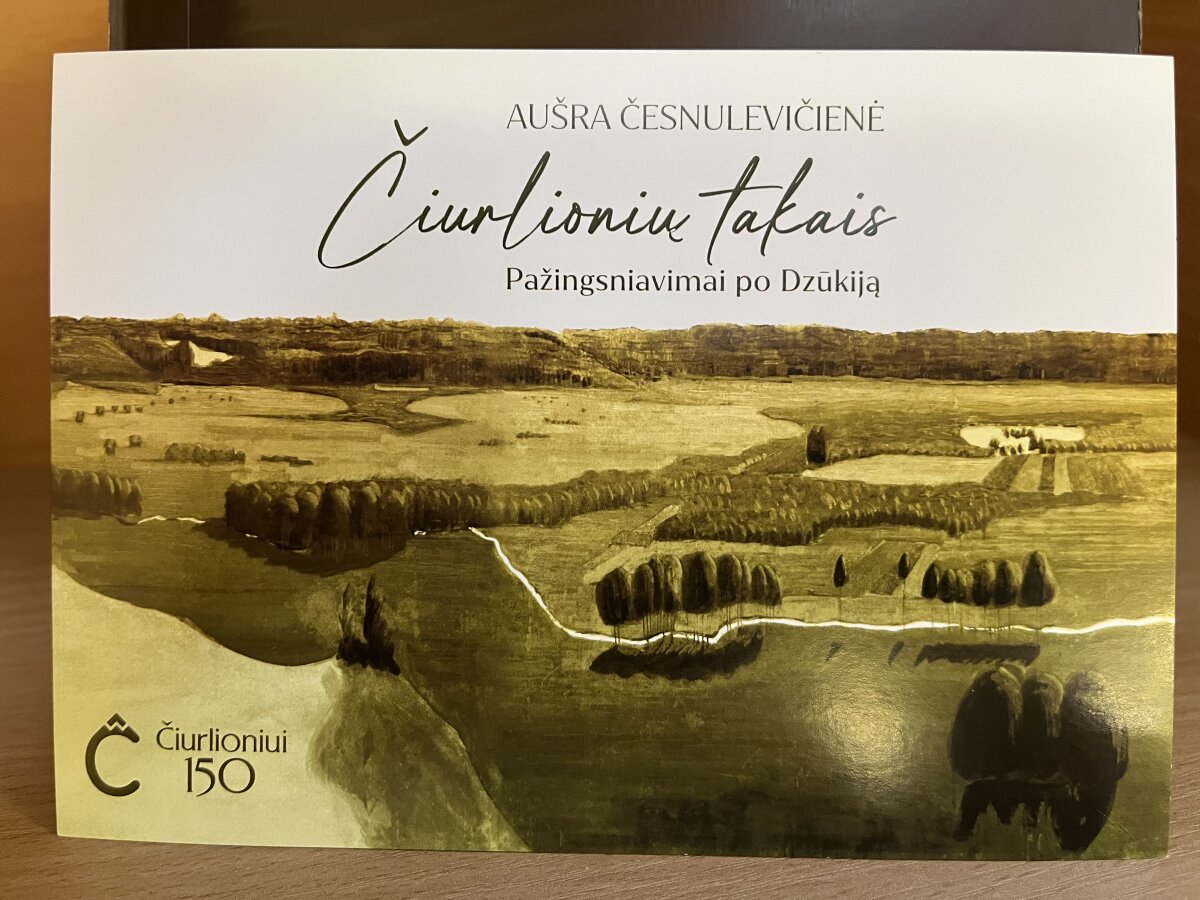 AUŠRA ČESNULEVIČIENĖ
Čiurlionių takais
Pažingsniavimai po Dzūkiją
Č
Čiurlioniui
150